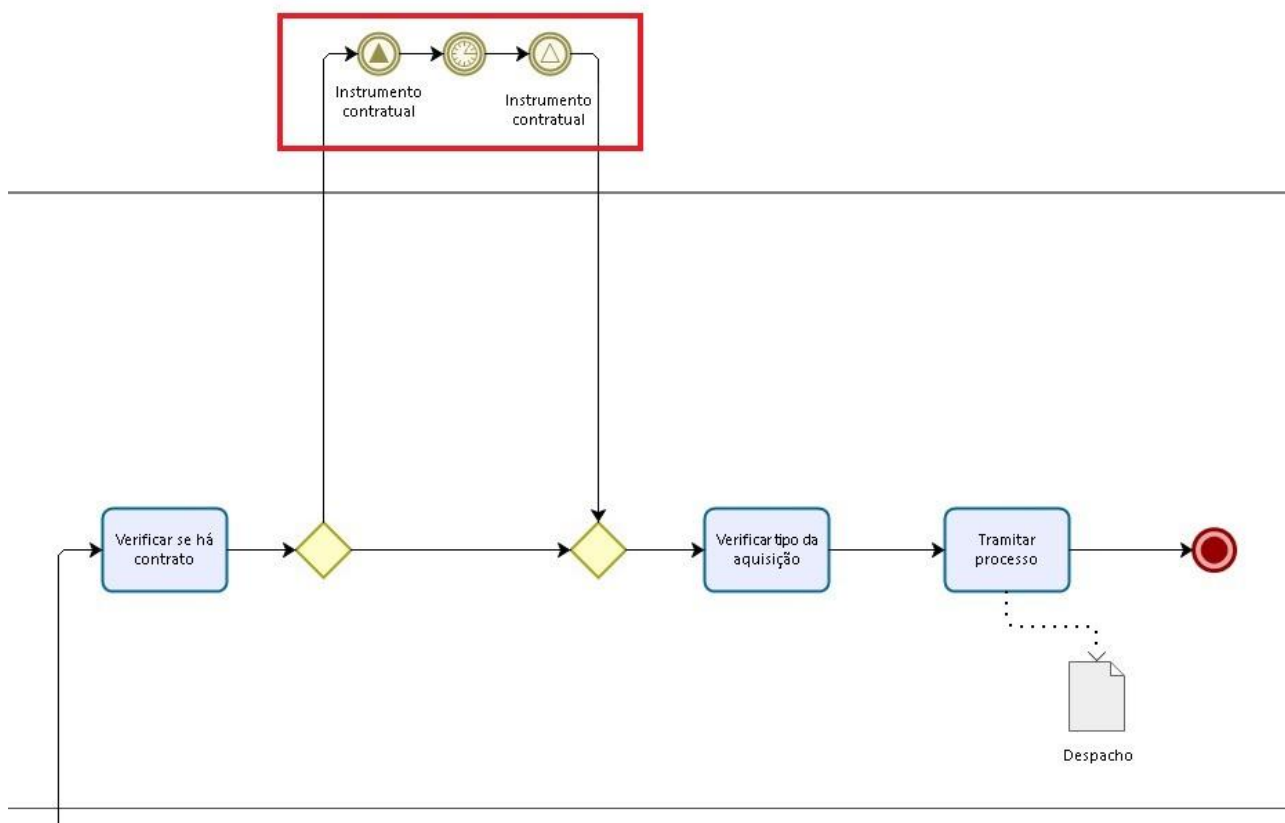 Instrumento
contratual
Instrumento
contratual
Verificar se há
contrato
Verificar tipo da
aquisição
Tramitar
processo
Despacho